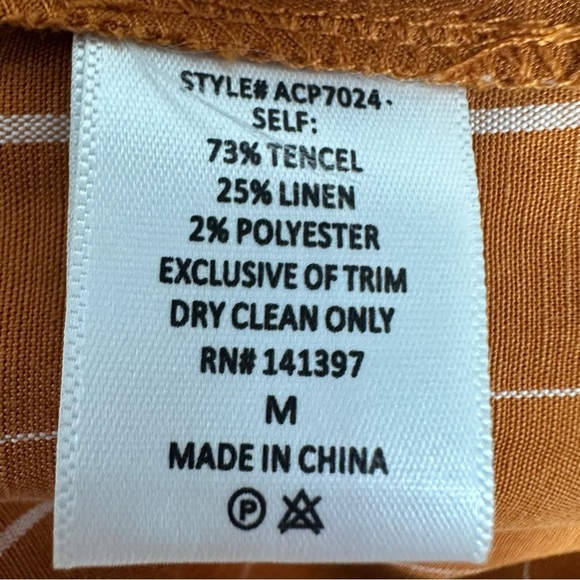 STYLE# ACP7024-
SELF:
73% TENCEL
25% LINEN
2% POLYESTER
EXCLUSIVE OF TRIM
DRY CLEAN ONLY
RN# 141397
M
MADE IN CHINA
P